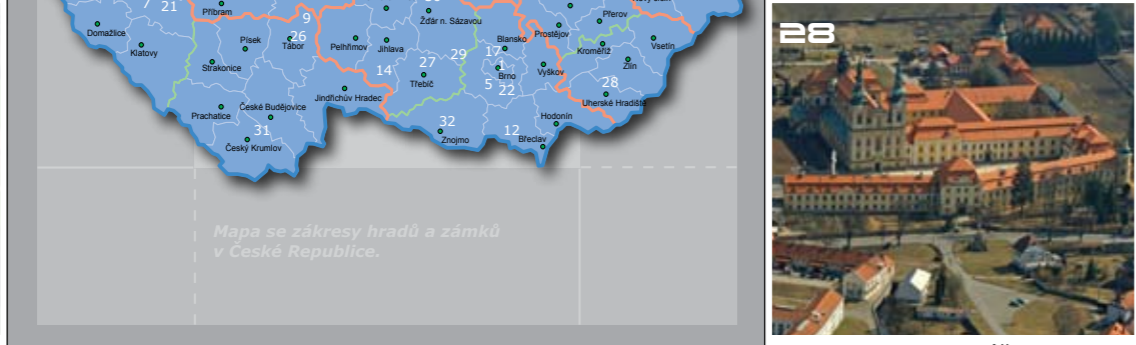 7
21
Příbram
9
Žďár n. Sázavou
Přerov
Domažlice
Klatovy
Písek
26
Tábor
Pelhřimov
Jihlava
29
Blansko
17
Prostějov
Kroměříž
Vsetín
Strakonice
14
27
Třebíč
1
Brno
5
22
Vyškov
Zlín
28
Uherské Hradiště
Jindřichův Hradec
Prachatice
České Budějovice
31
Český Krumlov
32
Znojmo
12
Hodonín
Břeclav
Mapa se zákresy hradů a zámků
v České Republice.
28